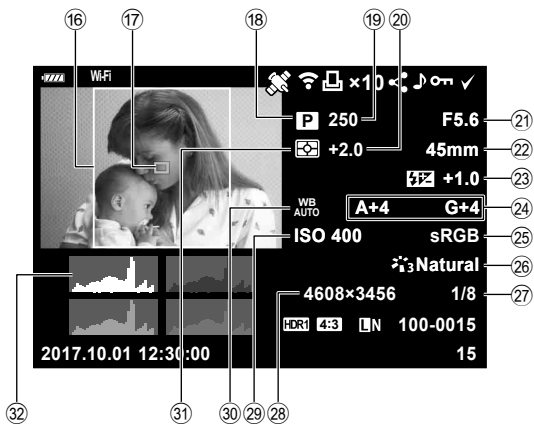 ⑯ ⑰ ⑱ ⑲ ⑳
Wi-Fi ×10
P 250 F5.6 ㉑
+2.0 45mm ㉒
+1.0 ㉓
WB AUTO A+4 G+4 ㉔
ISO 400 sRGB ㉕
3 Natural ㉖
4608×3456 1/8 ㉗
HDR1 4:3 LN 100-0015
2017.10.01 12:30:00 15
㉜ ㉛ ㉚ ㉙ ㉘